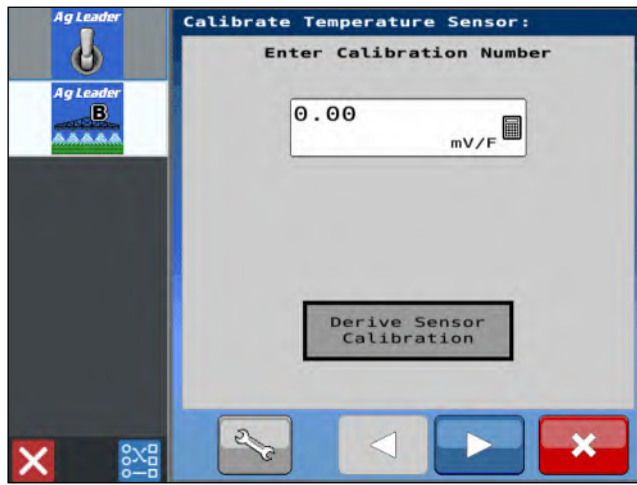 Ag Leader
Ag Leader
B
Calibrate Temperature Sensor:
Enter Calibration Number
0.00
mV/F
Derive Sensor
Calibration